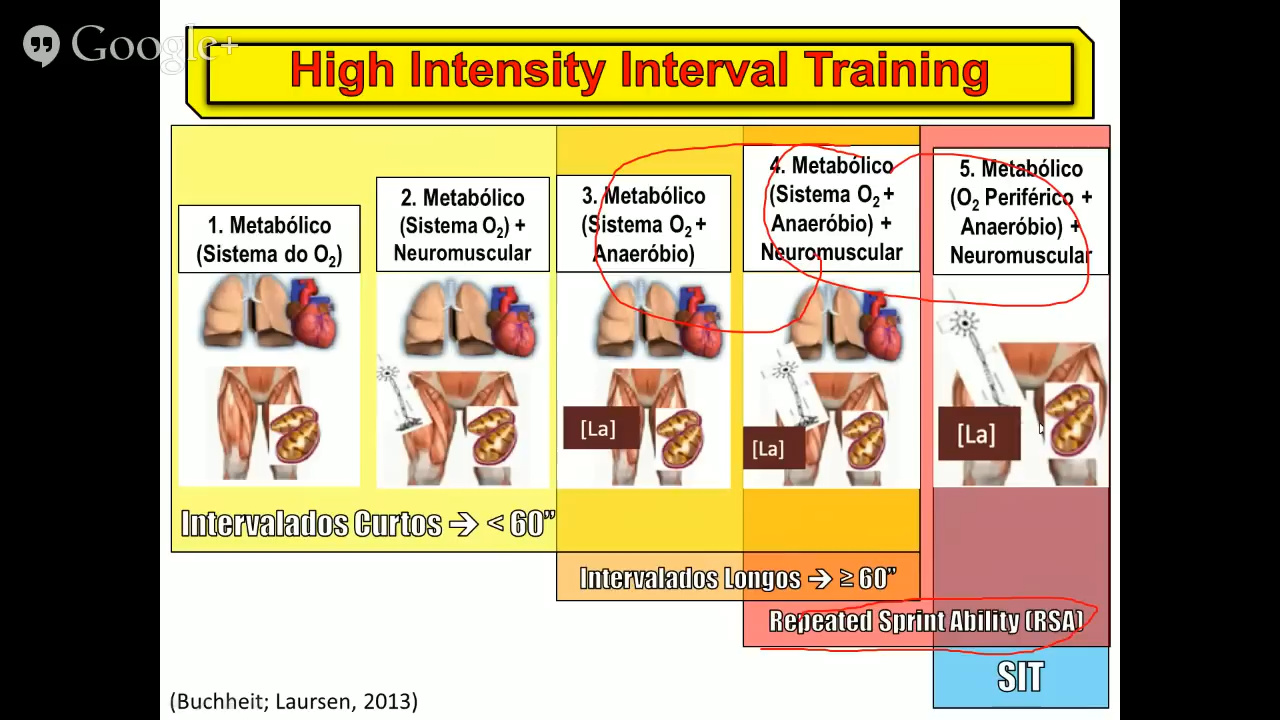 Google+
High Intensity Interval Training
1. Metabólico
(Sistema do O₂)
2. Metabólico
(Sistema O₂) +
Neuromuscular
3. Metabólico
(Sistema O₂ +
Anaeróbio)
4. Metabólico
(Sistema O₂ +
Anaeróbio) +
Neuromuscular
5. Metabólico
(O₂ Periférico +
Anaeróbio) +
Neuromuscular
[La]
[La]
[La]
Intervalados Curtos → < 60”
Intervalados Longos → ≥ 60”
Repeated Sprint Ability (RSA)
SIT
(Buchheit; Laursen, 2013)